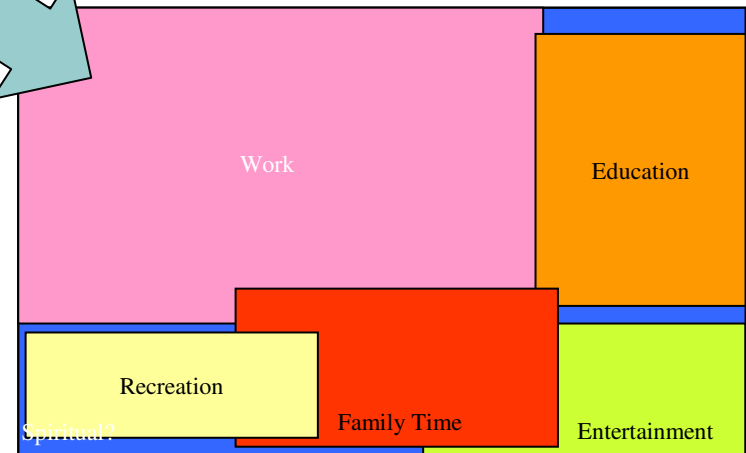 Work
Education
Recreation
Family Time
Spiritual?
Entertainment